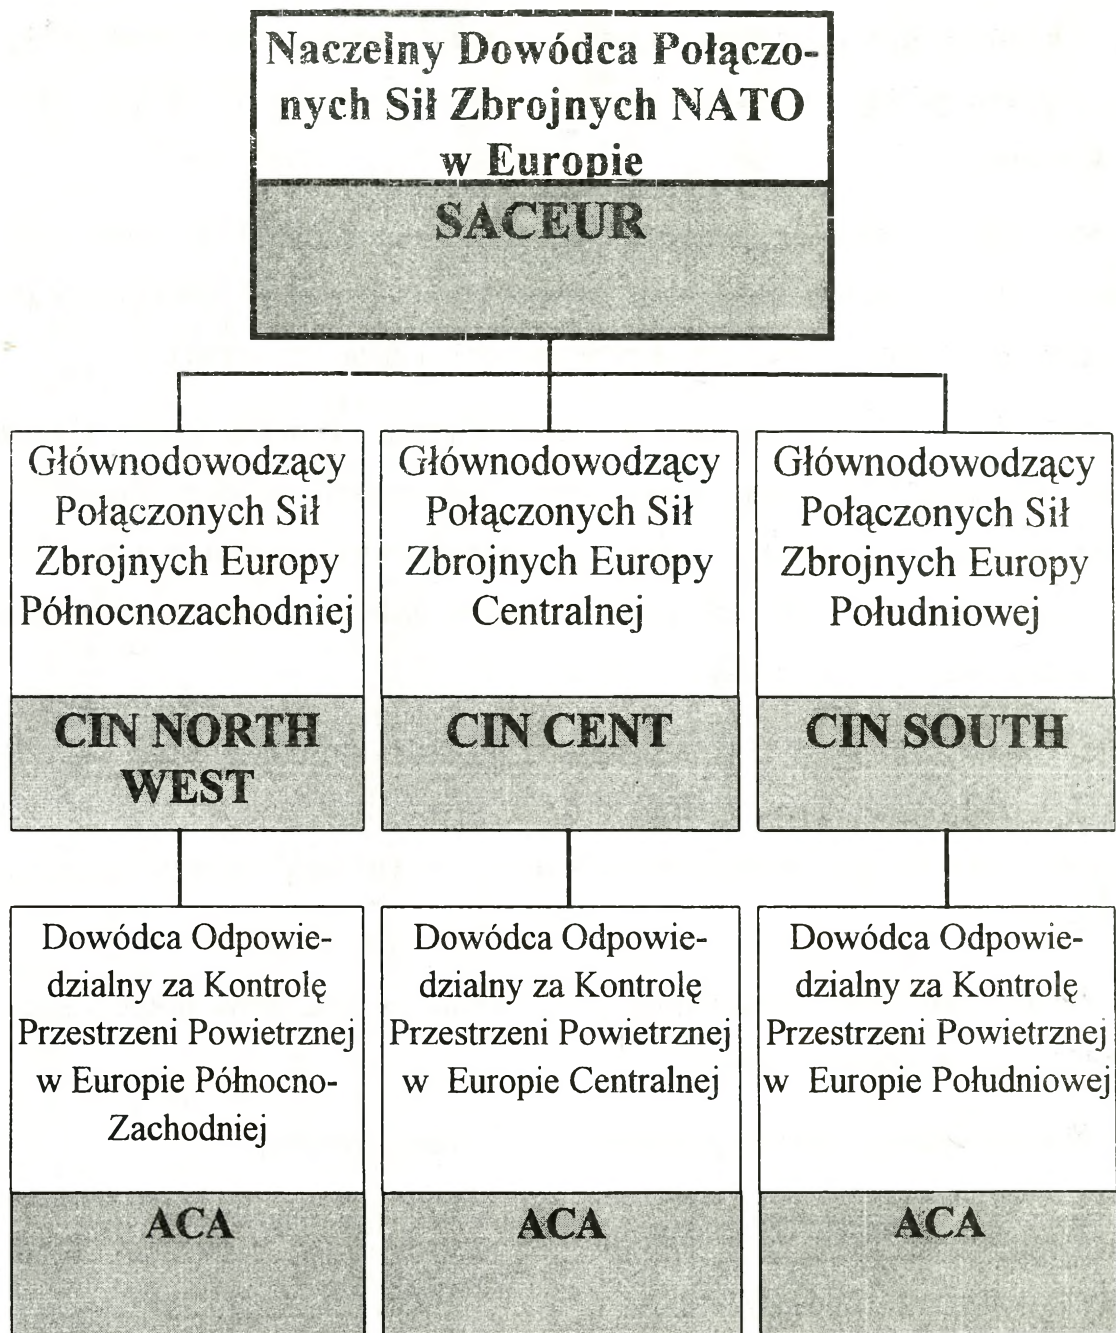 Naczelny Dowódca Połączo-
nych Sił Zbrojnych NATO
w Europie
SACEUR
Głównodowodzący
Połączonych Sił
Zbrojnych Europy
Północnozachodniej
CIN NORTH
WEST
Głównodowodzący
Połączonych Sił
Zbrojnych Europy
Centralnej
CIN CENT
Głównodowodzący
Połączonych Sił
Zbrojnych Europy
Południowej
CIN SOUTH
Dowódca Odpowie-
dzialny za Kontrolę
Przestrzeni Powietrznej
w Europie Północno-
Zachodniej
ACA
Dowódca Odpowie-
dzialny za Kontrolę
Przestrzeni Powietrznej
w Europie Centralnej
ACA
Dowódca Odpowie-
dzialny za Kontrolę
Przestrzeni Powietrznej
w Europie Południowej
ACA